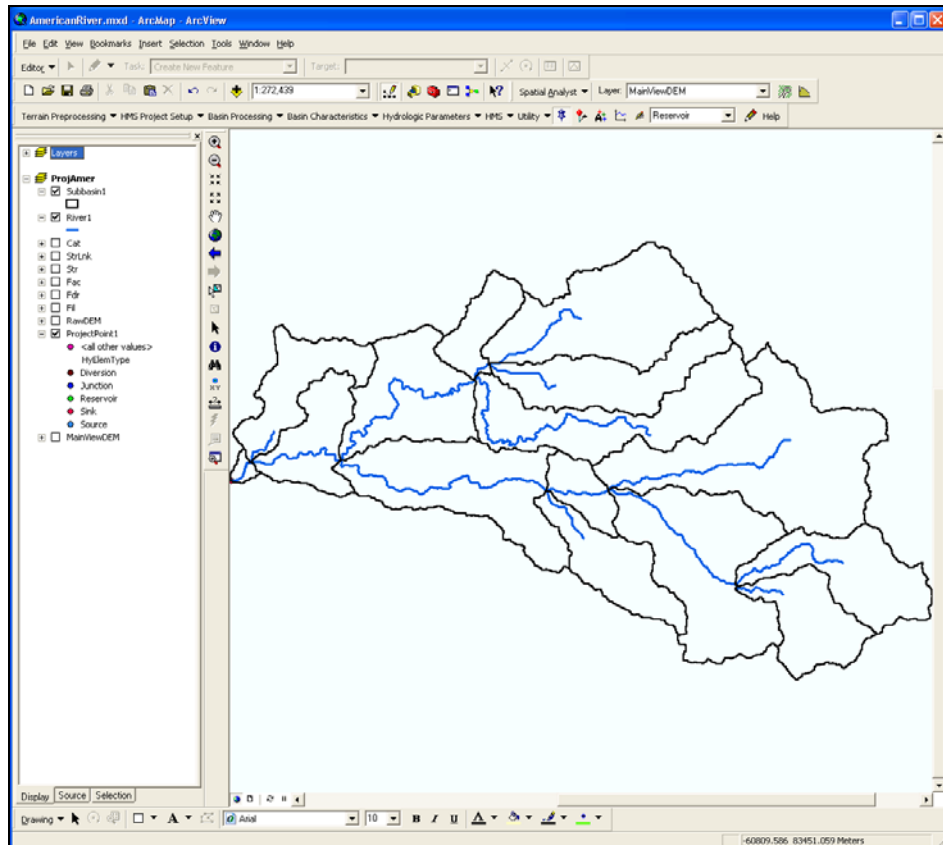 AmericanRiver.mxd - ArcMap - ArcView
File Edit View Bookmarks Insert Selection Tools Window Help
Editor Task: Create New Feature Target:
1:272,439 Spatial Analyst Layer: MainViewDEM
Terrain Preprocessing HMS Project Setup Basin Processing Basin Characteristics Hydrologic Parameters HMS Utility Reservoir Help
Layers
ProjAmer
Subbasin1
River1
Cat
StrLnk
Str
Fac
Fdr
Fil
RawDEM
ProjectPoint1
<all other values>
HyElemType
Diversion
Junction
Reservoir
Sink
Source
MainViewDEM
XY
Display Source Selection
Drawing A Arial 10 B I U A
-60809.586 83451.059 Meters